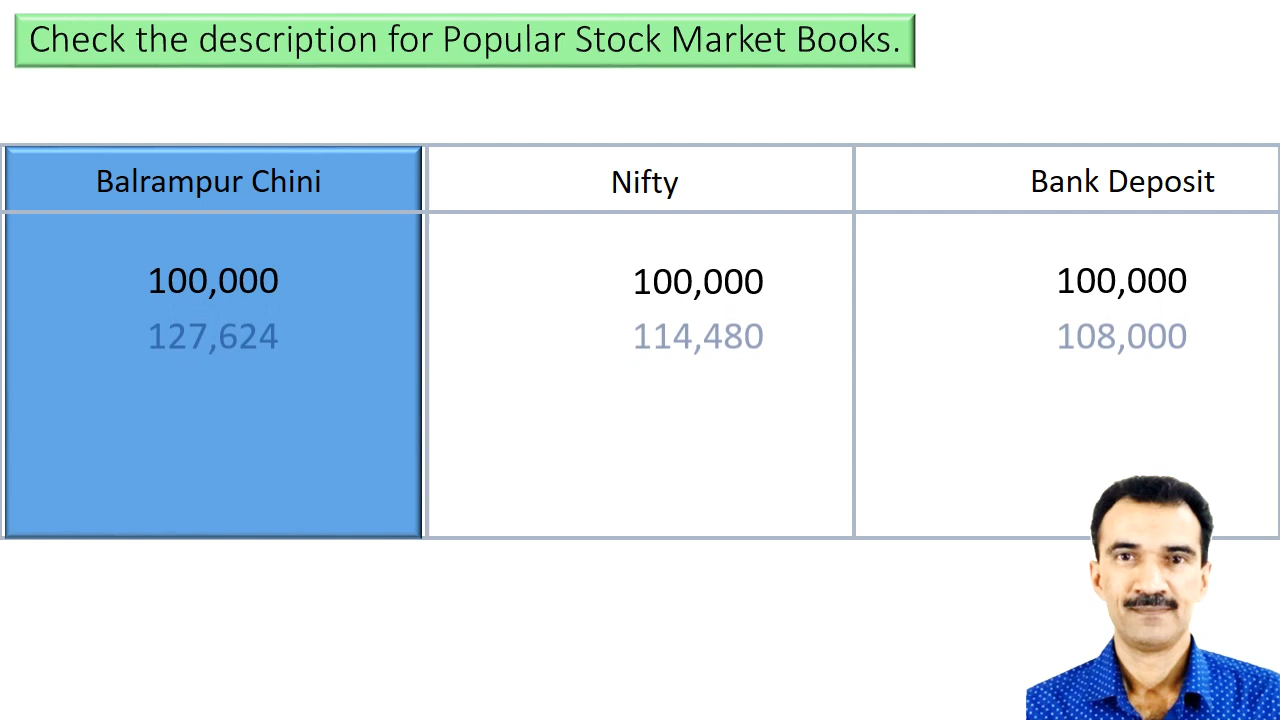 Check the description for Popular Stock Market Books.
Balrampur Chini Nifty Bank Deposit
100,000 100,000 100,000
127,624 114,480 108,000